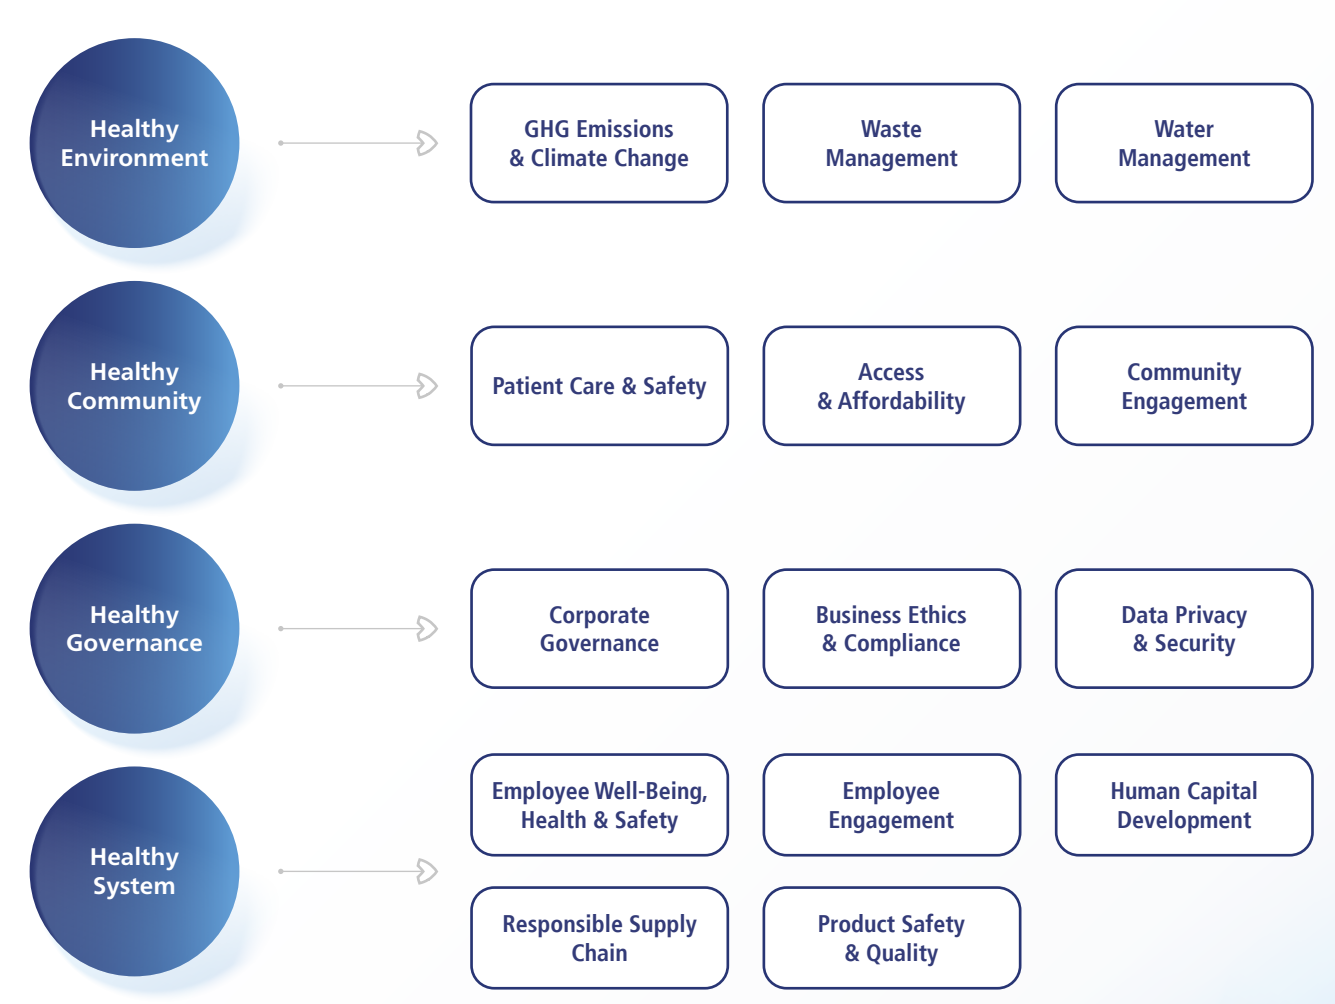 Healthy
Environment
GHG Emissions
& Climate Change
Waste
Management
Water
Management
Healthy
Community
Patient Care & Safety
Access
& Affordability
Community
Engagement
Healthy
Governance
Corporate
Governance
Business Ethics
& Compliance
Data Privacy
& Security
Healthy
System
Employee Well-Being,
Health & Safety
Employee
Engagement
Human Capital
Development
Responsible Supply
Chain
Product Safety
& Quality